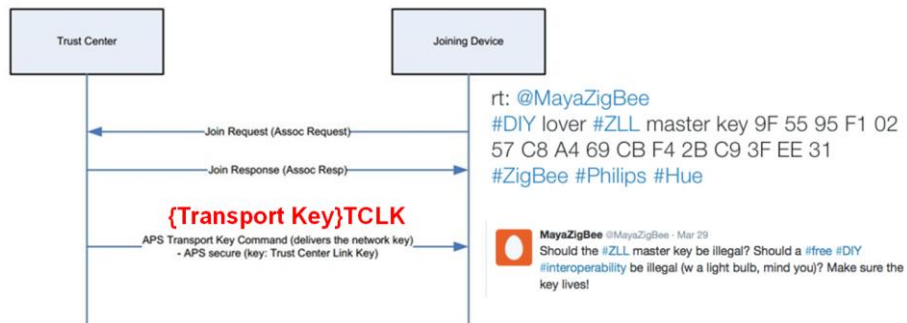 Trust Center
Joining Device
Join Request (Assoc Request)
Join Response (Assoc Resp)
{Transport Key}TCLK
APS Transport Key Command (delivers the network key)
- APS secure (key: Trust Center Link Key)
rt: @MayaZigBee
#DIY lover #ZLL master key 9F 55 95 F1 02
57 C8 A4 69 CB F4 2B C9 3F EE 31
#ZigBee #Philips #Hue
MayaZigBee @MayaZigBee · Mar 29
Should the #ZLL master key be illegal? Should a #free #DIY
#interoperability be illegal (w a light bulb, mind you)? Make sure the
key lives!